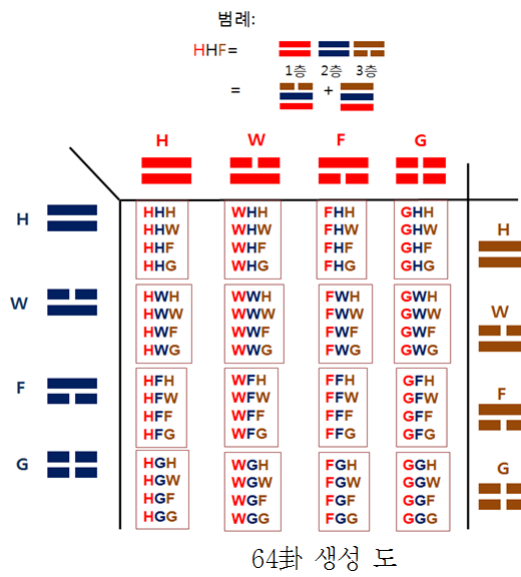 범례:
HHF=
1층 2층 3층
= +
H W F G
H
HHH WHH FHH GHH
HHW WHW FHW GHW
HHF WHF FHF GHF
HHG WHG FHG GHG
H
W
HWH WWH FWH GWH
HWW WWW FWW GWW
HWF WWF FWF GWF
HWG WWG FWG GWG
W
F
HFH WFH FFH GFH
HFW WFW FFW GFW
HFF WFF FFF GFF
HFG WFG FFG GFG
F
G
HGH WGH FGH GGH
HGW WGW FGW GGW
HGF WGF FGF GGF
HGG WGG FGG GGG
G
64卦 생성 도